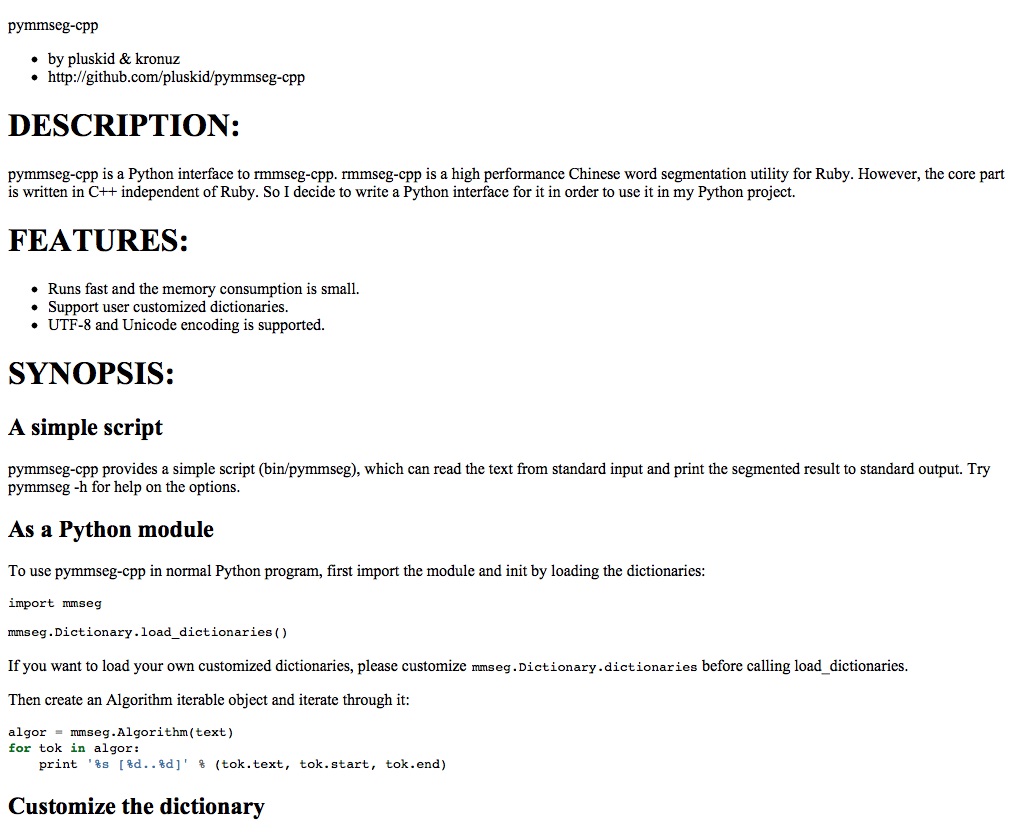 pymmseg-cpp
• by pluskid & kronuz
• http://github.com/pluskid/pymmseg-cpp
DESCRIPTION:
pymmseg-cpp is a Python interface to rmmseg-cpp. rmmseg-cpp is a high performance Chinese word segmentation utility for Ruby. However, the core part
is written in C++ independent of Ruby. So I decide to write a Python interface for it in order to use it in my Python project.
FEATURES:
• Runs fast and the memory consumption is small.
• Support user customized dictionaries.
• UTF-8 and Unicode encoding is supported.
SYNOPSIS:
A simple script
pymmseg-cpp provides a simple script (bin/pymmseg), which can read the text from standard input and print the segmented result to standard output. Try
pymmseg -h for help on the options.
As a Python module
To use pymmseg-cpp in normal Python program, first import the module and init by loading the dictionaries:
import mmseg
mmseg.Dictionary.load_dictionaries()
If you want to load your own customized dictionaries, please customize mmseg.Dictionary.dictionaries before calling load_dictionaries.
Then create an Algorithm iterable object and iterate through it:
algor = mmseg.Algorithm(text)
for tok in algor:
    print '%s [%d..%d]' % (tok.text, tok.start, tok.end)
Customize the dictionary